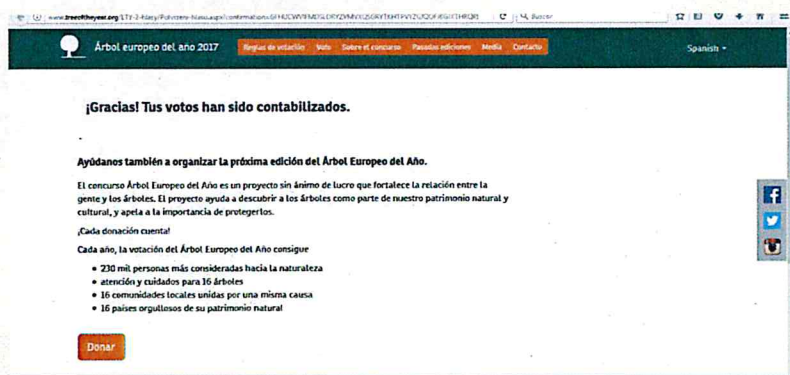 www.treeoftheyear.org
Buscar
Árbol europeo del año 2017
Reglas de votación Voto Sobre el concurso Pasadas ediciones Media Contacto
Spanish
¡Gracias! Tus votos han sido contabilizados.
Ayúdanos también a organizar la próxima edición del Árbol Europeo del Año.
El concurso Árbol Europeo del Año es un proyecto sin ánimo de lucro que fortalece la relación entre la
gente y los árboles. El proyecto ayuda a descubrir a los árboles como parte de nuestro patrimonio natural y
cultural, y apela a la importancia de protegerlos.
¡Cada donación cuenta!
Cada año, la votación del Árbol Europeo del Año consigue
• 230 mil personas más consideradas hacia la naturaleza
• atención y cuidados para 16 árboles
• 16 comunidades locales unidas por una misma causa
• 16 países orgullosos de su patrimonio natural
Donar